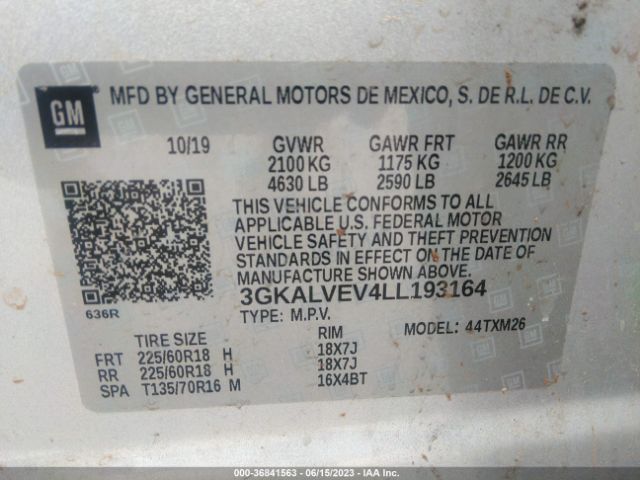 GM
MFD BY GENERAL MOTORS DE MEXICO, S. DE R.L. DE C.V.
10/19 GVWR GAWR FRT GAWR RR
2100 KG 1175 KG 1200 KG
4630 LB 2590 LB 2645 LB
THIS VEHICLE CONFORMS TO ALL
APPLICABLE U.S. FEDERAL MOTOR
VEHICLE SAFETY AND THEFT PREVENTION
STANDARDS IN EFFECT ON THE DATE OF
MANUFACTURE SHOWN ABOVE.
3GKALVEV4LL193164
636R
TYPE: M.P.V. MODEL: 44TXM26
TIRE SIZE RIM
FRT 225/60R18 H 18X7J
RR 225/60R18 H 18X7J
SPA T135/70R16 M 16X4BT
000-36841563 - 06/15/2023 - IAA Inc.